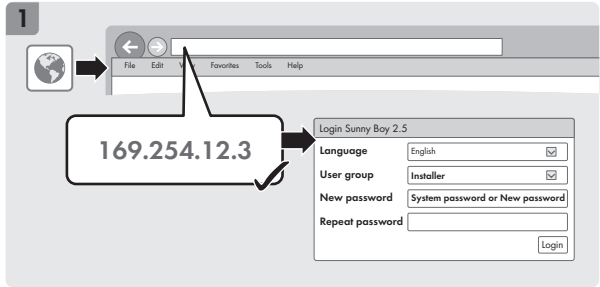 1
File Edit View Favorites Tools Help
169.254.12.3
Login Sunny Boy 2.5
Language English
User group Installer
New password System password or New password
Repeat password
Login